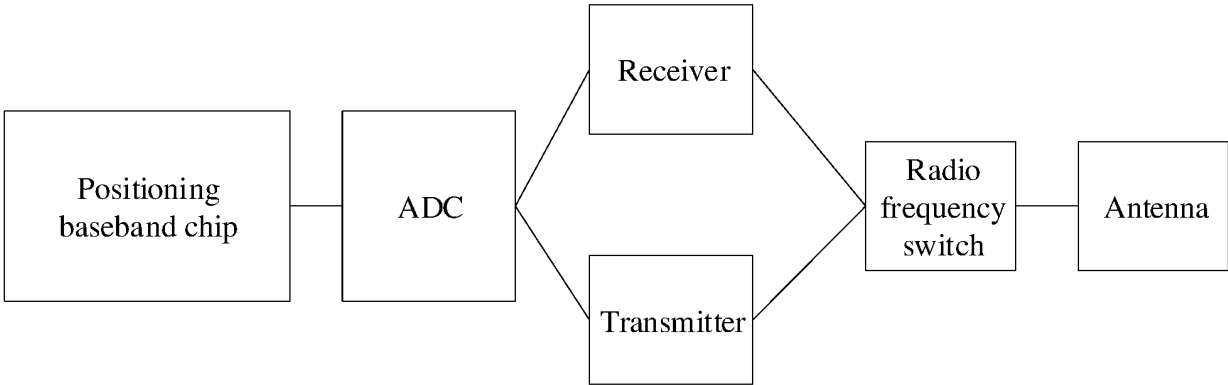 Positioning
baseband chip
ADC
Receiver
Transmitter
Radio
frequency
switch
Antenna